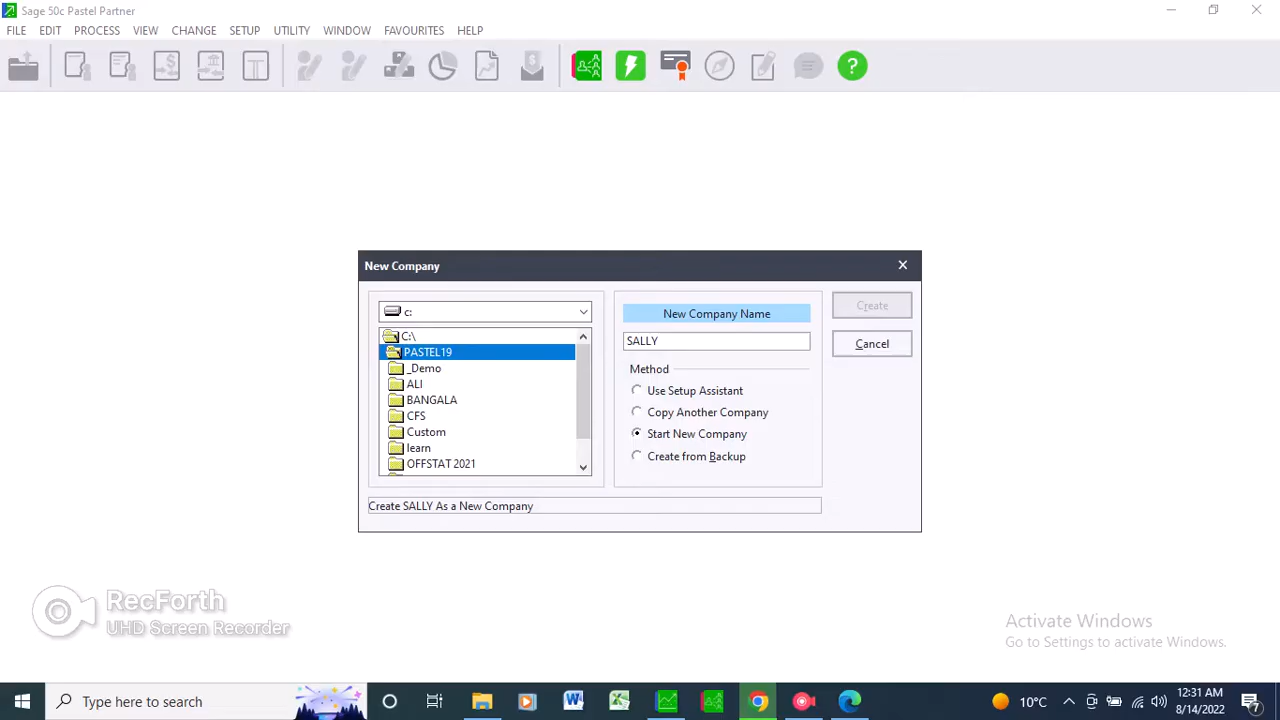 Sage 50c Pastel Partner
FILE EDIT PROCESS VIEW CHANGE SETUP UTILITY WINDOW FAVOURITES HELP
New Company
c:
C:\
PASTEL19
_Demo
ALI
BANGALA
CFS
Custom
learn
OFFSTAT 2021
New Company Name
SALLY
Method
Use Setup Assistant
Copy Another Company
Start New Company
Create from Backup
Create
Cancel
Create SALLY As a New Company
RecForth
UHD Screen Recorder
Activate Windows
Go to Settings to activate Windows.
Type here to search
10°C
12:31 AM
8/14/2022
7